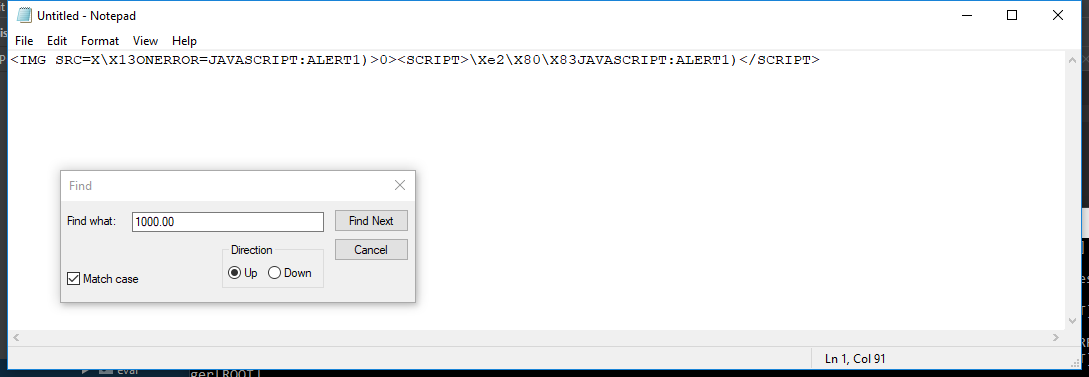 Untitled - Notepad
File Edit Format View Help
<IMG SRC=X\X13ONERROR=JAVASCRIPT:ALERT1)>0><SCRIPT>\Xe2\X80\X83JAVASCRIPT:ALERT1)</SCRIPT>
Find
Find what: 1000.00 Find Next
Direction Cancel
Up Down
Match case
Ln 1, Col 91
eval
ger[ROOT]